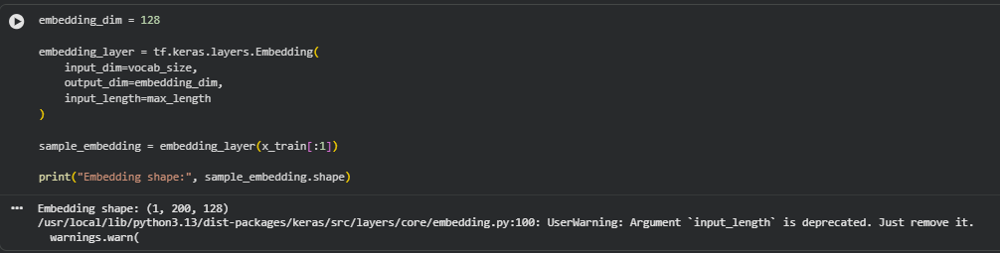 embedding_dim = 128
embedding_layer = tf.keras.layers.Embedding(
    input_dim=vocab_size,
    output_dim=embedding_dim,
    input_length=max_length
)
sample_embedding = embedding_layer(x_train[:1])
print("Embedding shape:", sample_embedding.shape)
Embedding shape: (1, 200, 128)
/usr/local/lib/python3.13/dist-packages/keras/src/layers/core/embedding.py:100: UserWarning: Argument `input_length` is deprecated. Just remove it.
  warnings.warn(